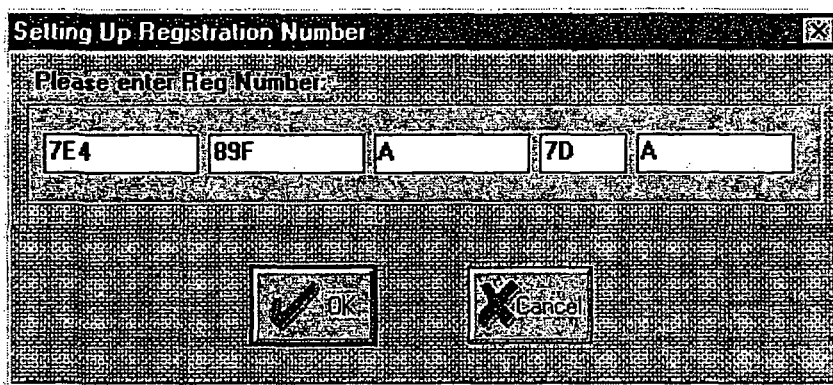 Setting Up Registration Number
Please enter Reg Number:
7E4 89F A 7D A
OK Cancel